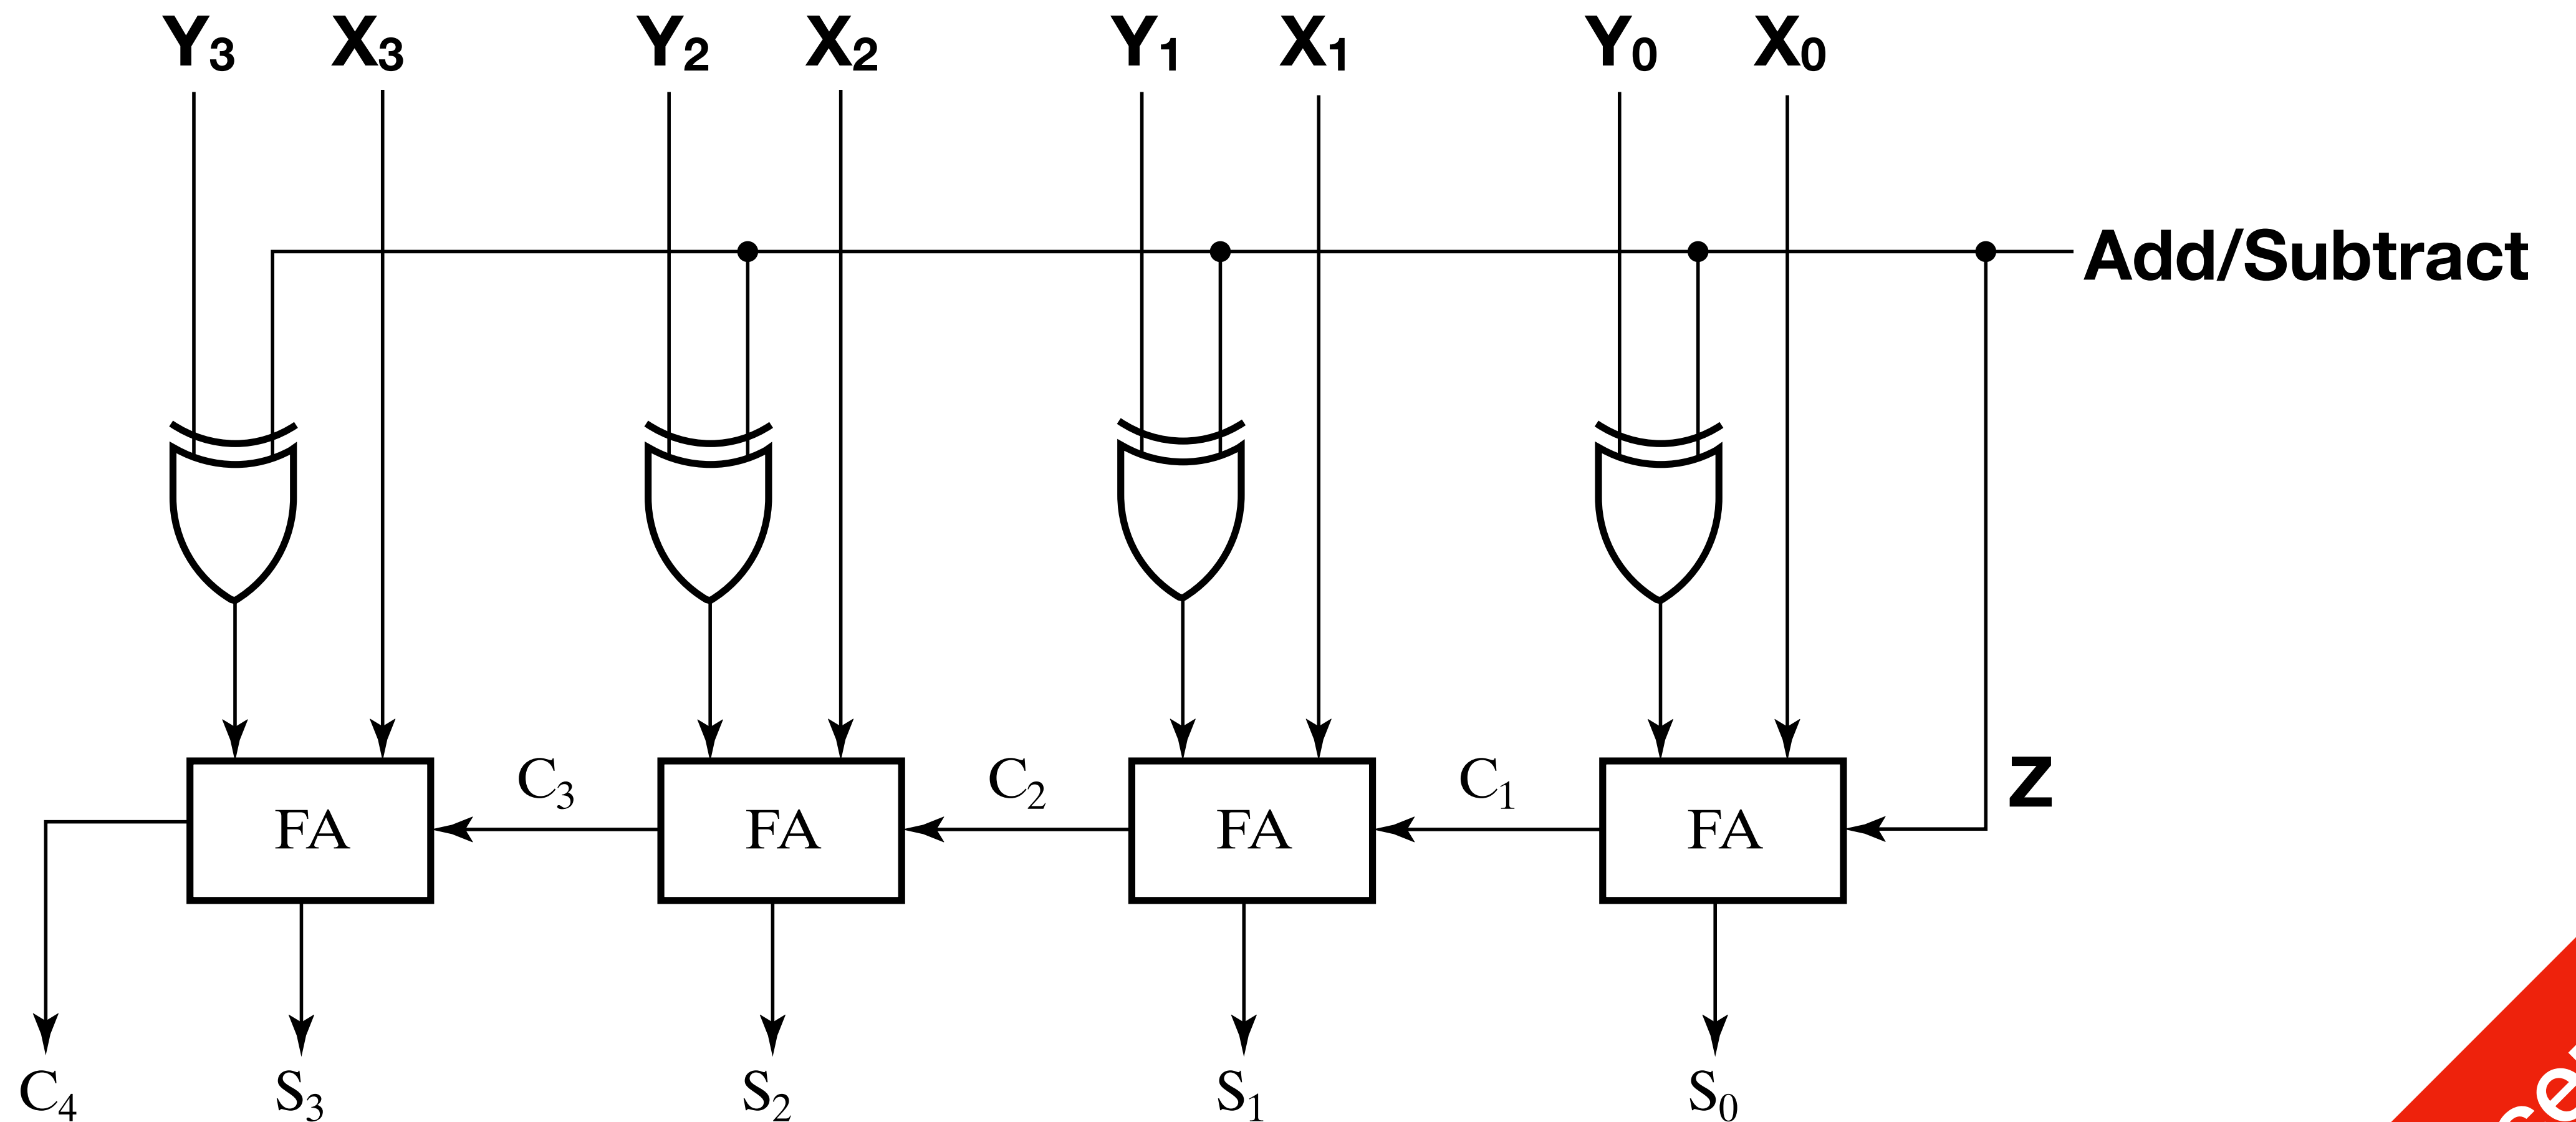 Y₃ X₃ Y₂ X₂ Y₁ X₁ Y₀ X₀
Add/Subtract
C₃ C₂ C₁ Z
FA FA FA FA
C₄ S₃ S₂ S₁ S₀